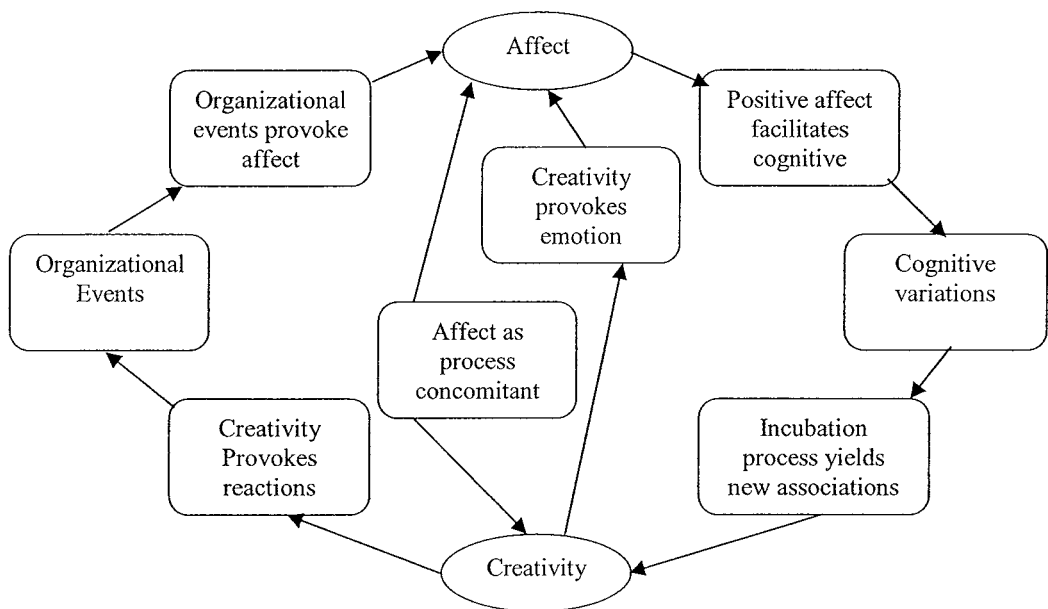 Affect
Organizational
events provoke
affect
Positive affect
facilitates
cognitive
Creativity
provokes
emotion
Organizational
Events
Cognitive
variations
Affect as
process
concomitant
Creativity
Provokes
reactions
Incubation
process yields
new associations
Creativity